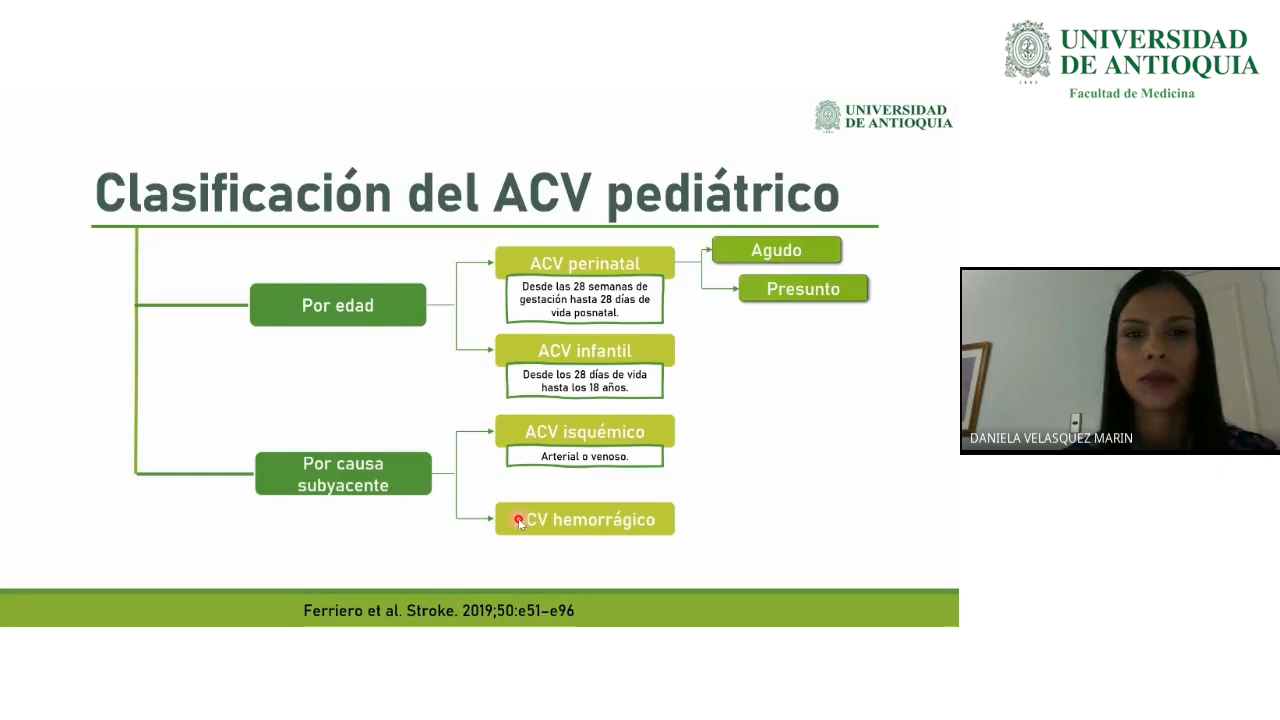 UNIVERSIDAD
DE ANTIOQUIA
1803
Facultad de Medicina
UNIVERSIDAD
DE ANTIOQUIA
Clasificación del ACV pediátrico
Por edad
ACV perinatal
Desde las 28 semanas de
gestación hasta 28 días de
vida posnatal.
Agudo
Presunto
ACV infantil
Desde los 28 días de vida
hasta los 18 años.
Por causa
subyacente
ACV isquémico
Arterial o venoso.
ACV hemorrágico
Ferriero et al. Stroke. 2019;50:e51–e96
DANIELA VELASQUEZ MARIN